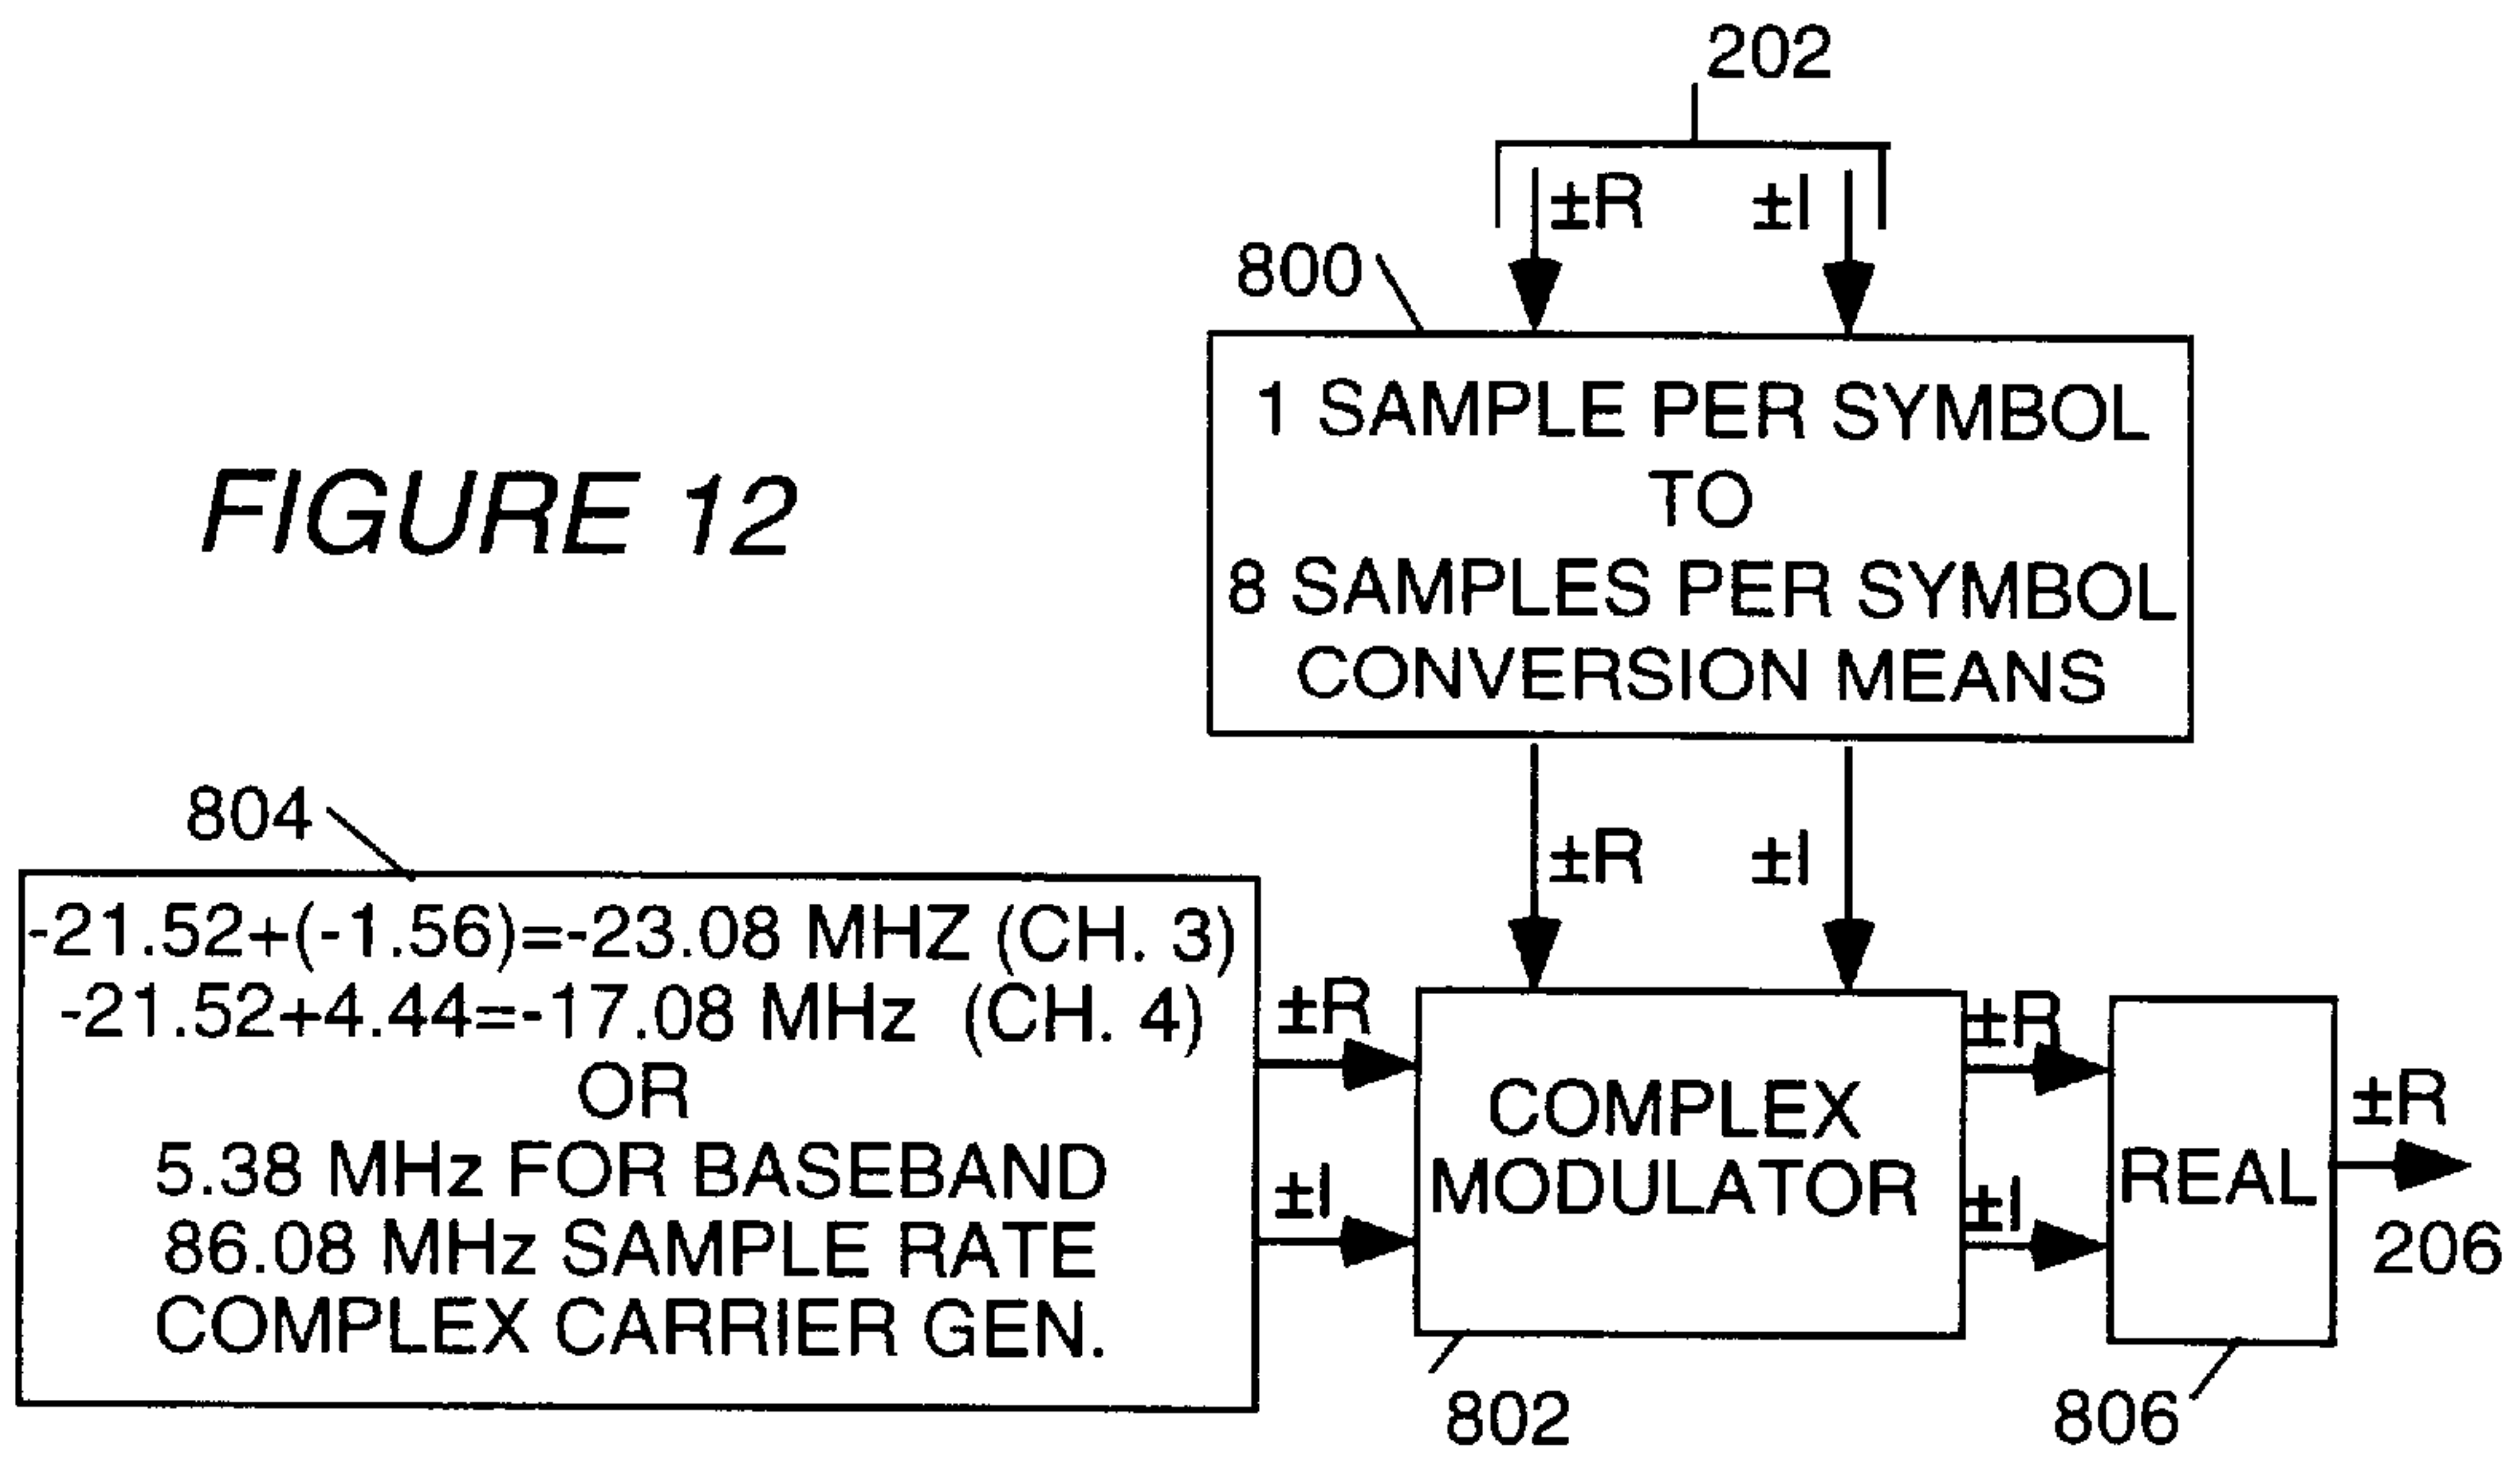 202
±R ±I
800
1 SAMPLE PER SYMBOL
TO
8 SAMPLES PER SYMBOL
CONVERSION MEANS
FIGURE 12
804
±R ±I
-21.52+(-1.56)=-23.08 MHZ (CH. 3)
-21.52+4.44=-17.08 MHz (CH. 4)
OR
5.38 MHz FOR BASEBAND
86.08 MHz SAMPLE RATE
COMPLEX CARRIER GEN.
±R
±I
COMPLEX
MODULATOR
±R
±I
REAL
±R
206
802
806